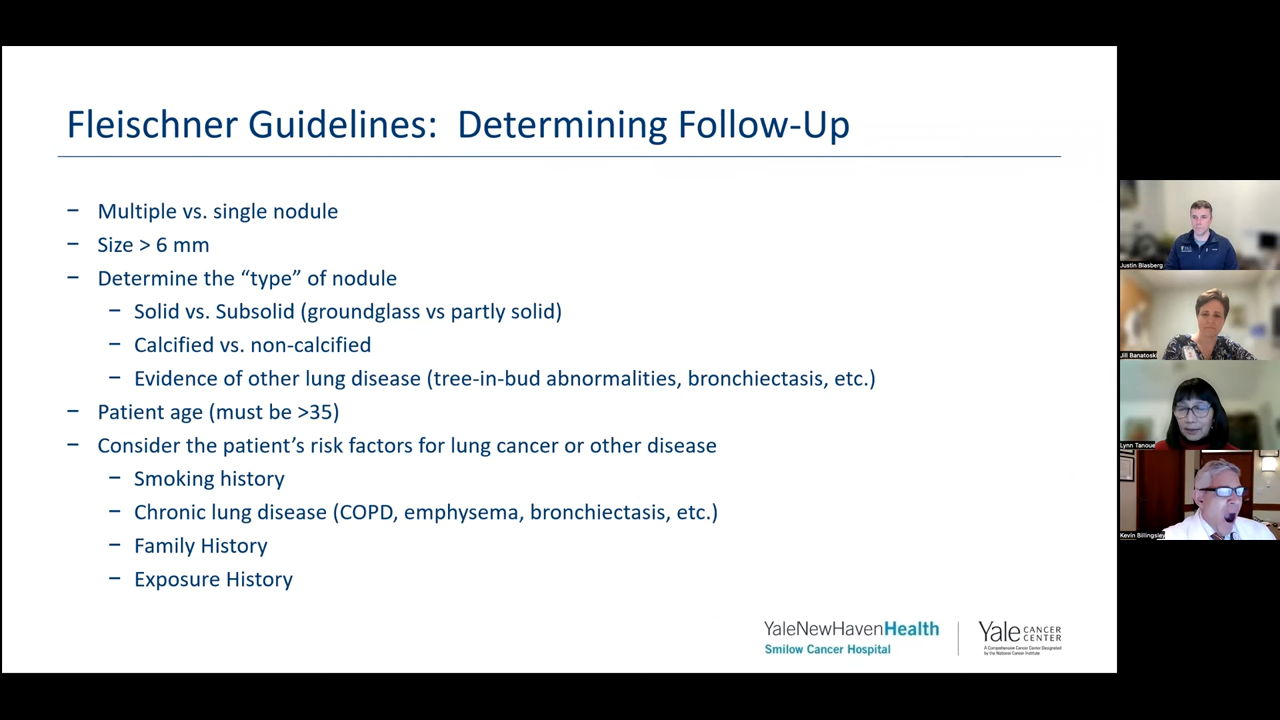 Fleischner Guidelines:  Determining Follow-Up
– Multiple vs. single nodule
– Size > 6 mm
– Determine the “type” of nodule
– Solid vs. Subsolid (groundglass vs partly solid)
– Calcified vs. non-calcified
– Evidence of other lung disease (tree-in-bud abnormalities, bronchiectasis, etc.)
– Patient age (must be >35)
– Consider the patient’s risk factors for lung cancer or other disease
– Smoking history
– Chronic lung disease (COPD, emphysema, bronchiectasis, etc.)
– Family History
– Exposure History
YaleNewHavenHealth
Smilow Cancer Hospital
Yale CANCER CENTER
A Comprehensive Cancer Center Designated
by the National Cancer Institute
Justin Blasberg
Jill Banatoski
Lynn Tanoue
Kevin Billingsley